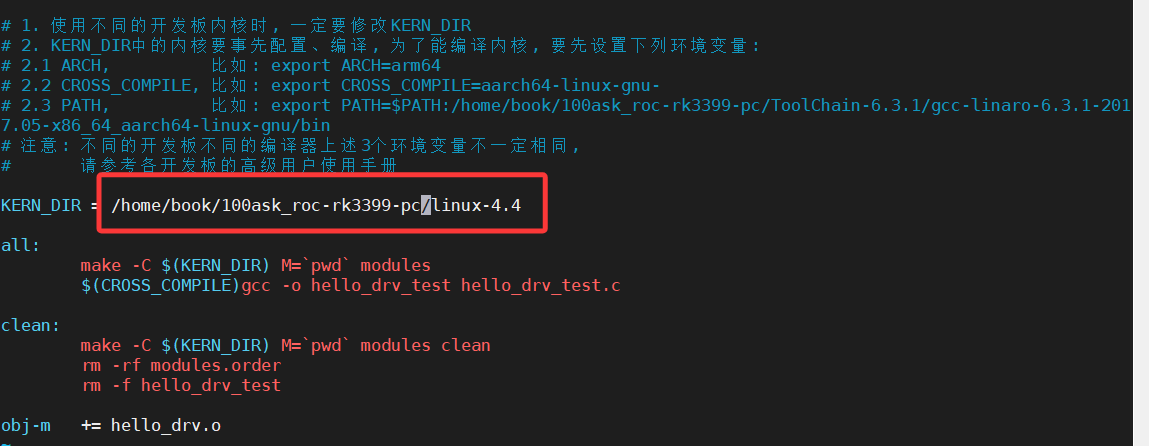 # 1. 使用不同的开发板内核时, 一定要修改KERN_DIR
# 2. KERN_DIR中的内核要事先配置、编译, 为了能编译内核, 要先设置下列环境变量:
# 2.1 ARCH,          比如: export ARCH=arm64
# 2.2 CROSS_COMPILE, 比如: export CROSS_COMPILE=aarch64-linux-gnu-
# 2.3 PATH,          比如: export PATH=$PATH:/home/book/100ask_roc-rk3399-pc/ToolChain-6.3.1/gcc-linaro-6.3.1-201
7.05-x86_64_aarch64-linux-gnu/bin
# 注意: 不同的开发板不同的编译器上述3个环境变量不一定相同,
#       请参考各开发板的高级用户使用手册
KERN_DIR = /home/book/100ask_roc-rk3399-pc/linux-4.4
all:
        make -C $(KERN_DIR) M=`pwd` modules
        $(CROSS_COMPILE)gcc -o hello_drv_test hello_drv_test.c
clean:
        make -C $(KERN_DIR) M=`pwd` modules clean
        rm -rf modules.order
        rm -f hello_drv_test
obj-m   += hello_drv.o
~